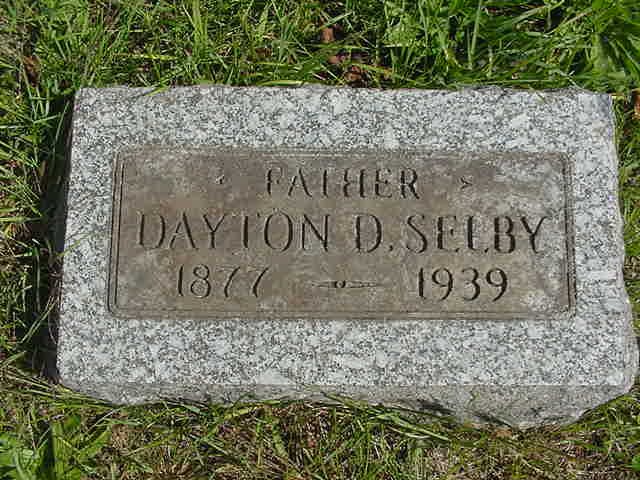 FATHER
DAYTON D. SELBY
1877 1939